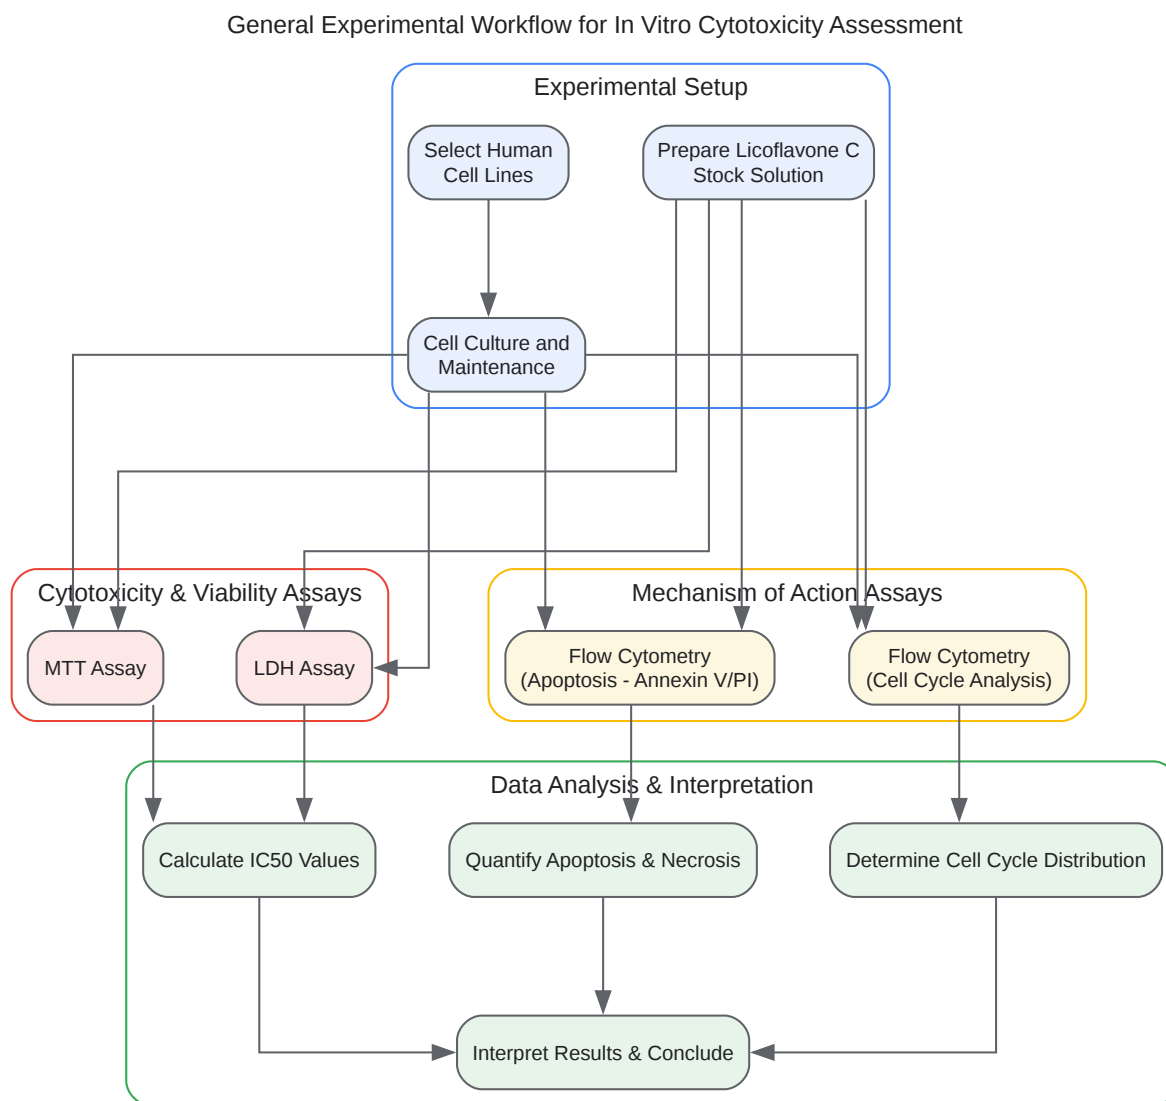 General Experimental Workflow for In Vitro Cytotoxicity Assessment
Experimental Setup
Select Human
Cell Lines
Prepare Licoflavone C
Stock Solution
Cell Culture and
Maintenance
Cytotoxicity & Viability Assays
Mechanism of Action Assays
MTT Assay
LDH Assay
Flow Cytometry
(Apoptosis - Annexin V/PI)
Flow Cytometry
(Cell Cycle Analysis)
Data Analysis & Interpretation
Calculate IC50 Values
Quantify Apoptosis & Necrosis
Determine Cell Cycle Distribution
Interpret Results & Conclude